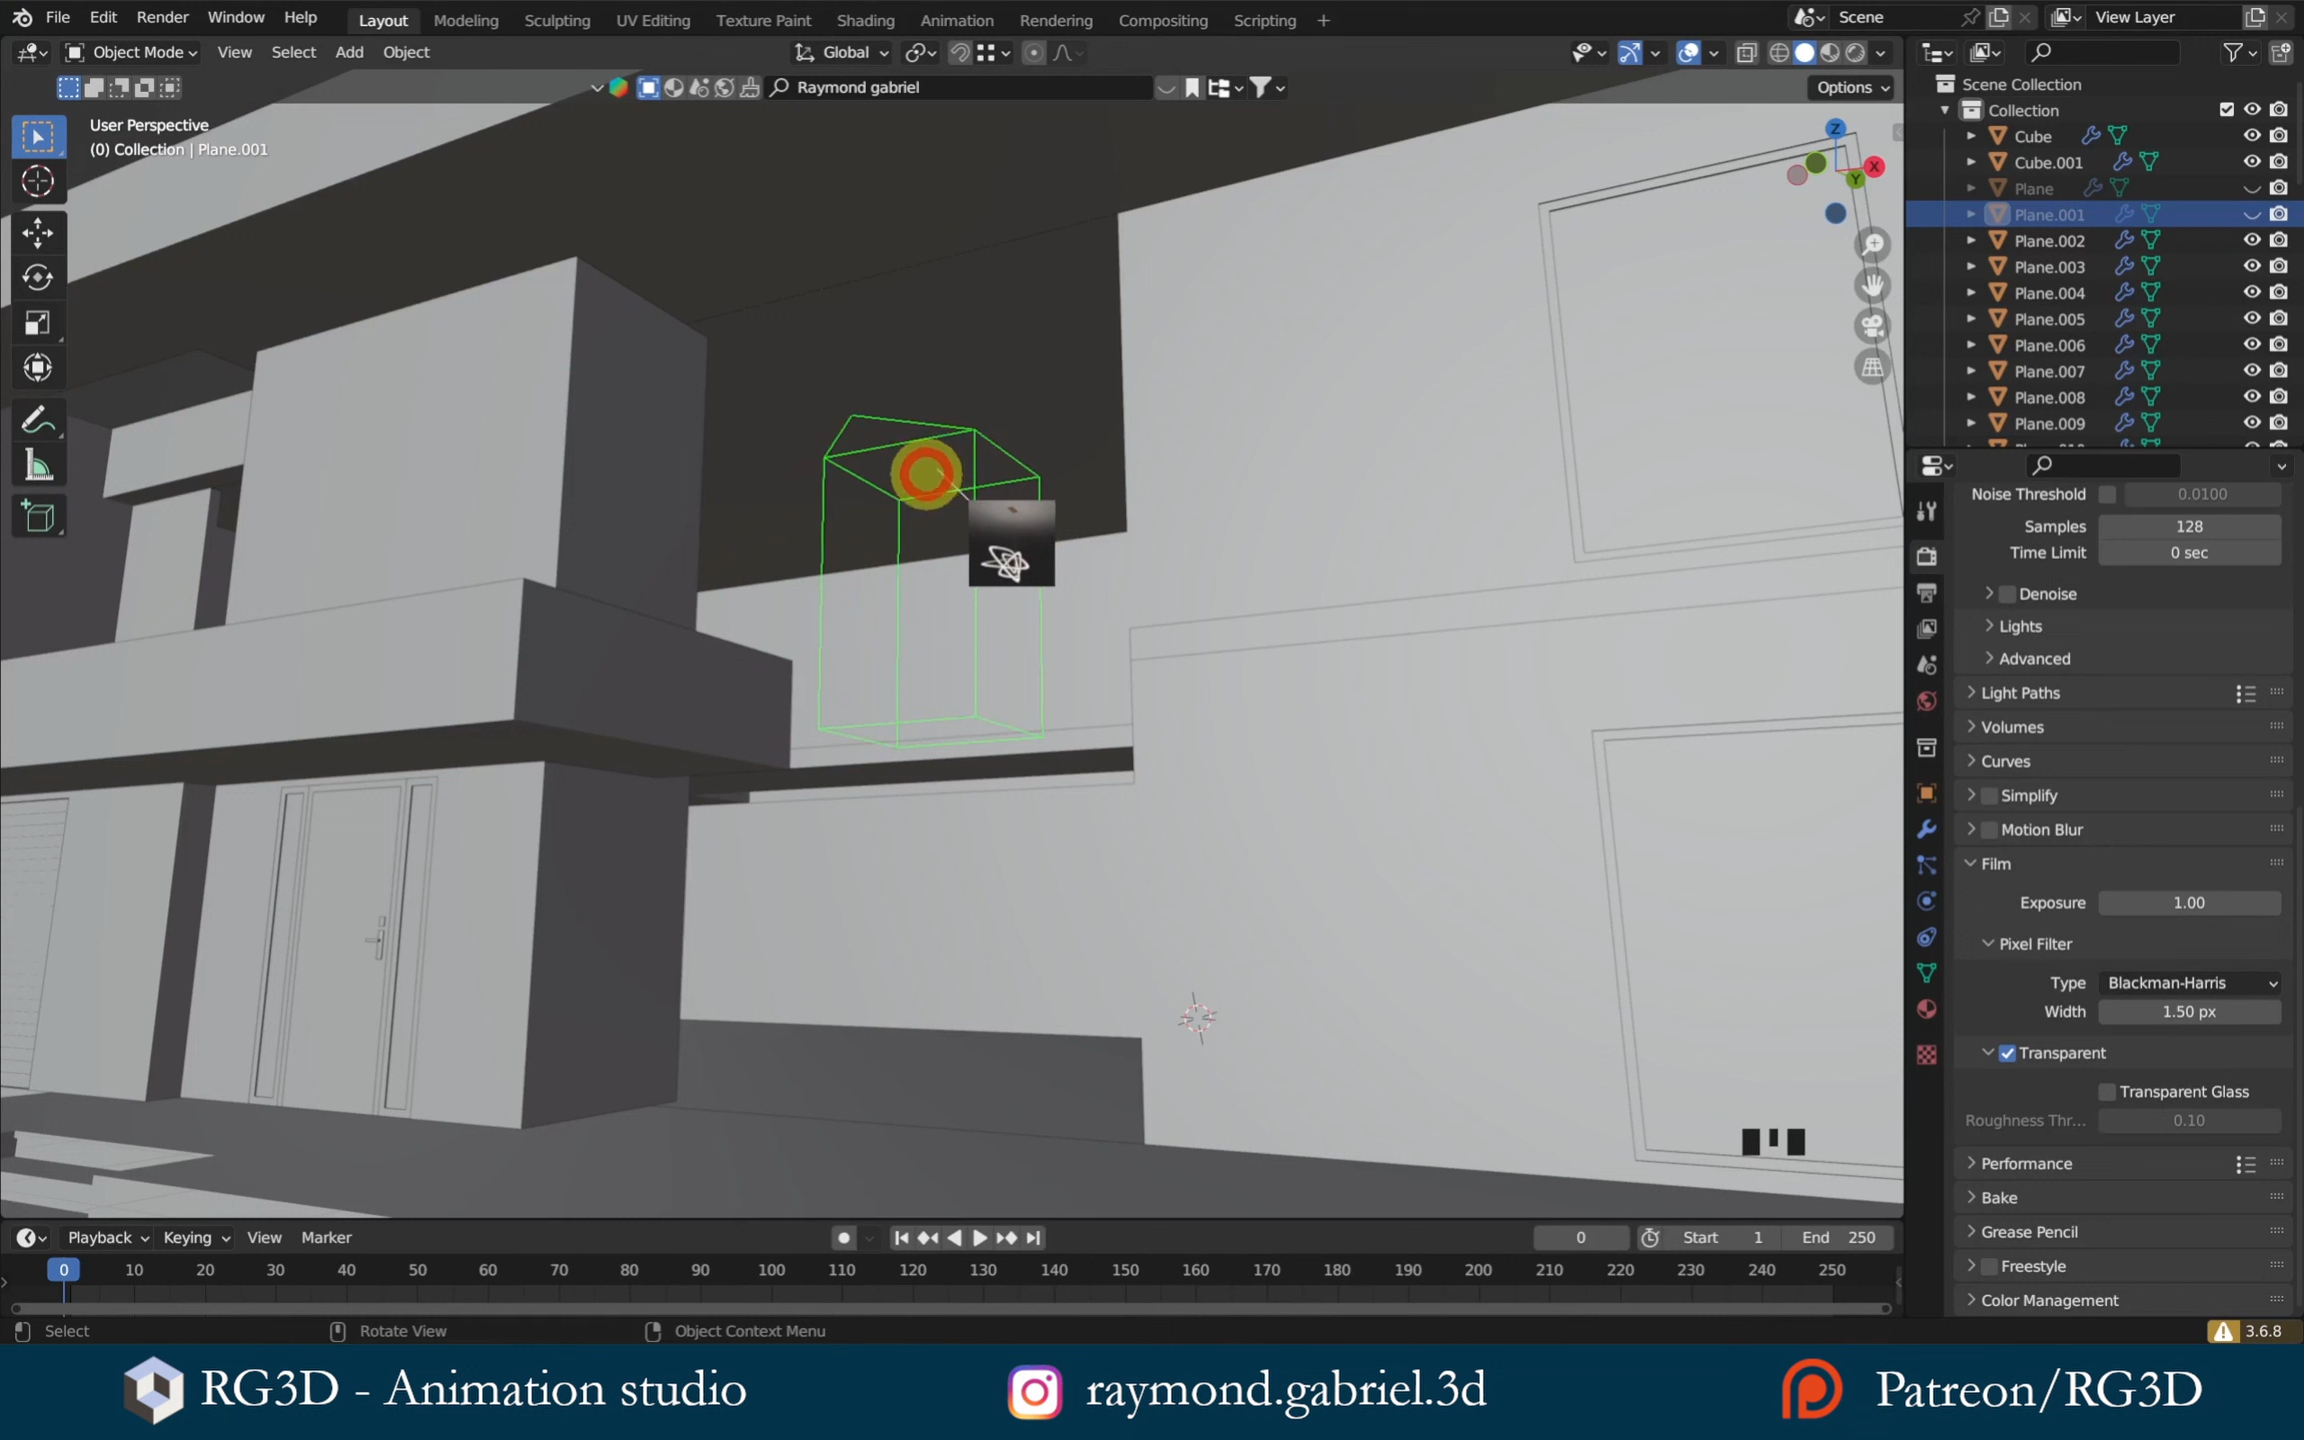 File Edit Render Window Help Layout Modeling Sculpting UV Editing Texture Paint Shading Animation Rendering Compositing Scripting + Scene View Layer
Object Mode View Select Add Object Global
Raymond gabriel Options
User Perspective
(0) Collection | Plane.001
Z
X
Y
Scene Collection
Collection
Cube
Cube.001
Plane
Plane.001
Plane.002
Plane.003
Plane.004
Plane.005
Plane.006
Plane.007
Plane.008
Plane.009
Noise Threshold 0.0100
Samples 128
Time Limit 0 sec
Denoise
Lights
Advanced
Light Paths
Volumes
Curves
Simplify
Motion Blur
Film
Exposure 1.00
Pixel Filter
Type Blackman-Harris
Width 1.50 px
Transparent
Transparent Glass
Roughness Thr... 0.10
Performance
Bake
Grease Pencil
Freestyle
Color Management
Playback Keying View Marker 0 Start 1 End 250
0 10 20 30 40 50 60 70 80 90 100 110 120 130 140 150 160 170 180 190 200 210 220 230 240 250
Select Rotate View Object Context Menu 3.6.8
RG3D - Animation studio raymond.gabriel.3d Patreon/RG3D